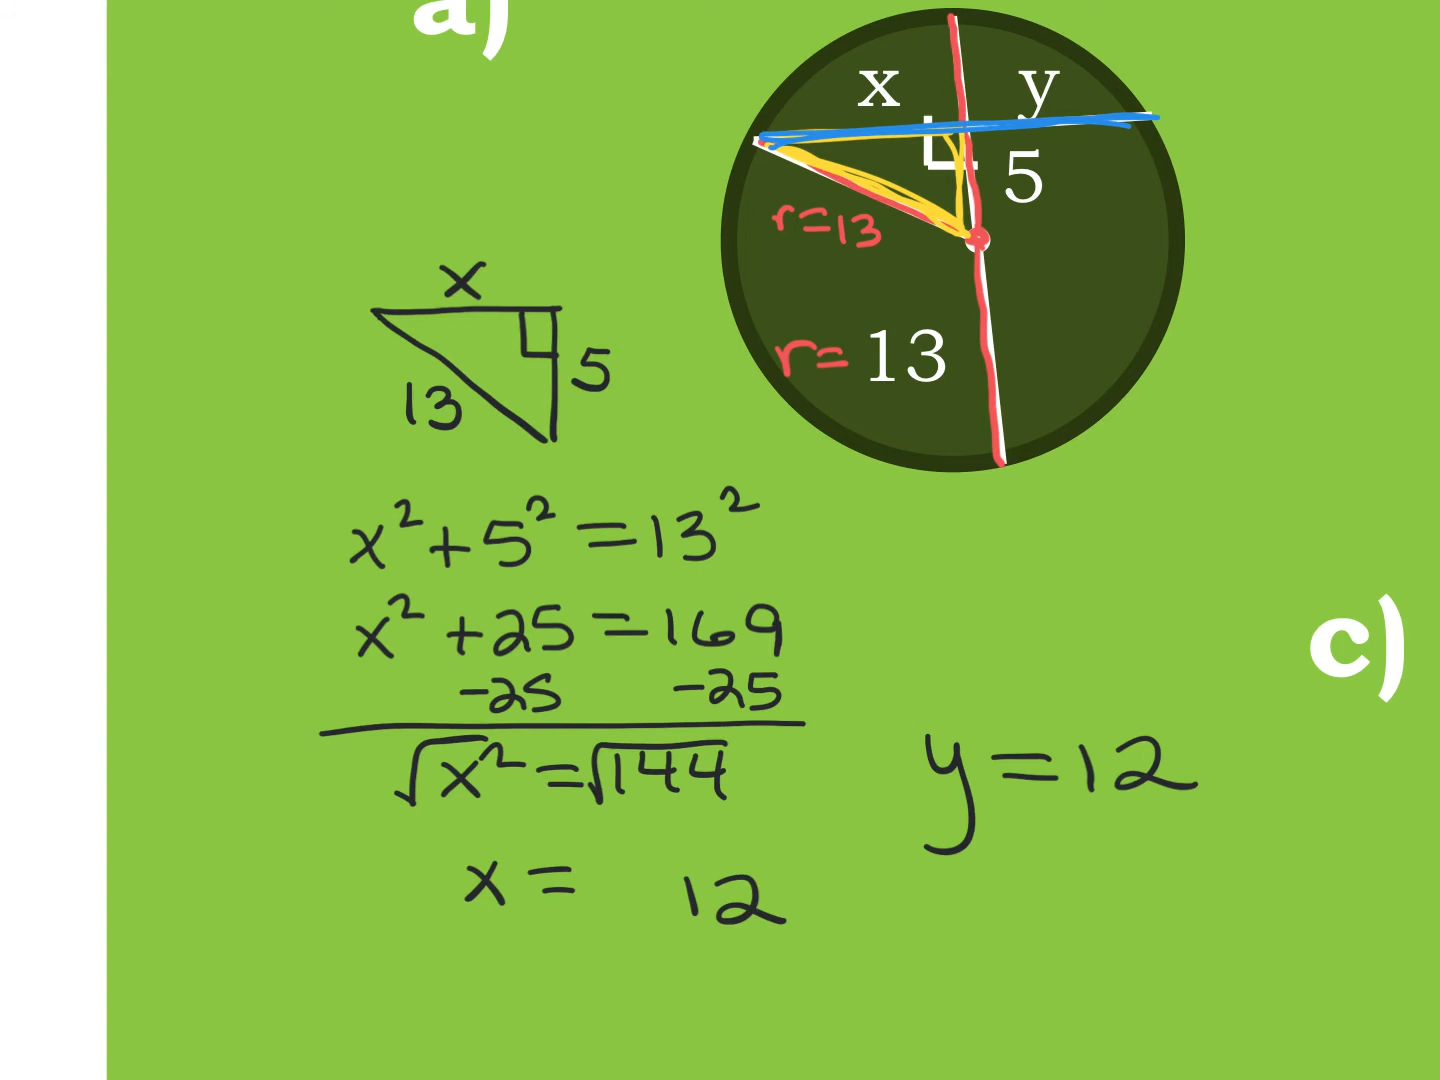 a)
x y
5
r=13
r= 13
x
5
13
x² + 5² = 13²
x² + 25 = 169
-25 -25
√x² = √144
x = 12
c)
y = 12